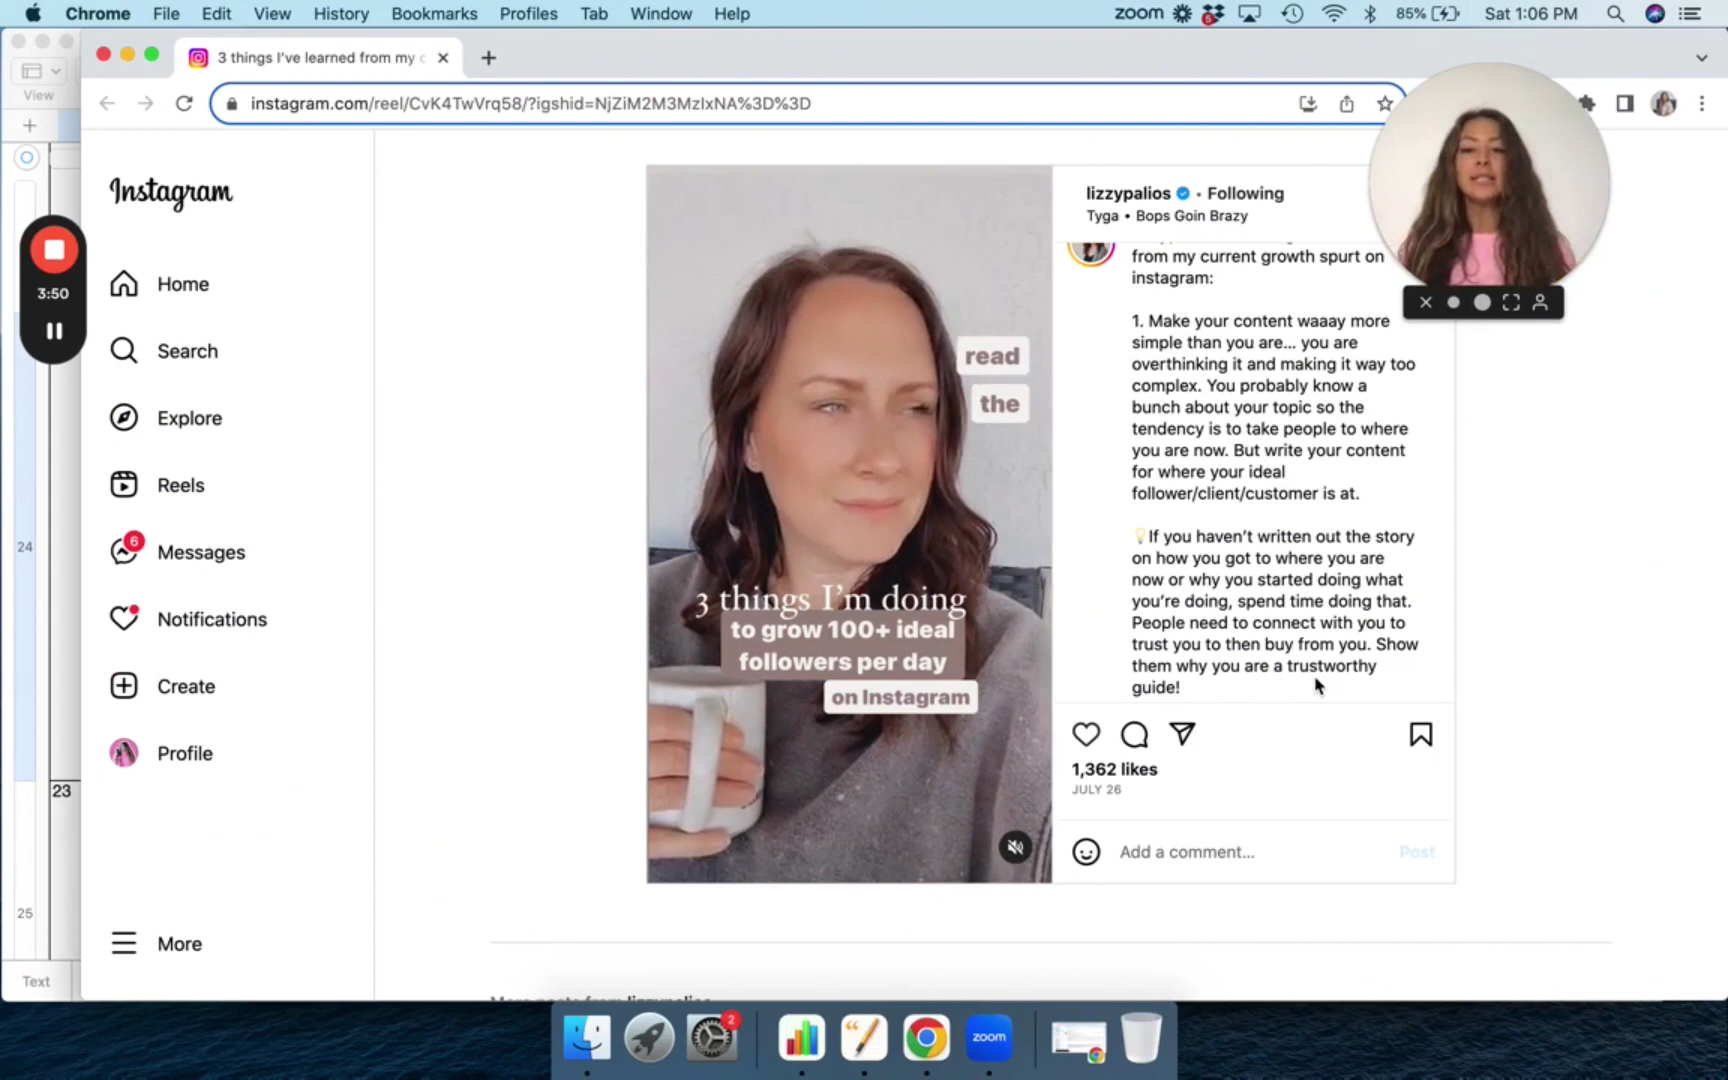 Chrome File Edit View History Bookmarks Profiles Tab Window Help
zoom 5 85% Sat 1:06 PM
3 things I've learned from my c
View
instagram.com/reel/CvK4TwVrq58/?igshid=NjZiM2M3MzIxNA%3D%3D
Instagram
3:50
Home
Search
Explore
Reels
6
Messages
Notifications
Create
Profile
More
24
23
25
Text
read
the
3 things I'm doing
to grow 100+ ideal
followers per day
on Instagram
lizzypalios • Following
Tyga • Bops Goin Brazy
from my current growth spurt on
instagram:
1. Make your content waaay more
simple than you are... you are
overthinking it and making it way too
complex. You probably know a
bunch about your topic so the
tendency is to take people to where
you are now. But write your content
for where your ideal
follower/client/customer is at.
💡If you haven't written out the story
on how you got to where you are
now or why you started doing what
you're doing, spend time doing that.
People need to connect with you to
trust you to then buy from you. Show
them why you are a trustworthy
guide!
1,362 likes
JULY 26
Add a comment...
Post
More posts from lizzypalios
2
zoom